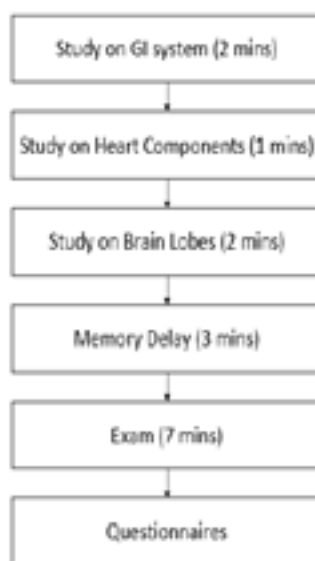 Study on GI system (2 mins)
Study on Heart Components (1 mins)
Study on Brain Lobes (2 mins)
Memory Delay (3 mins)
Exam (7 mins)
Questionnaires